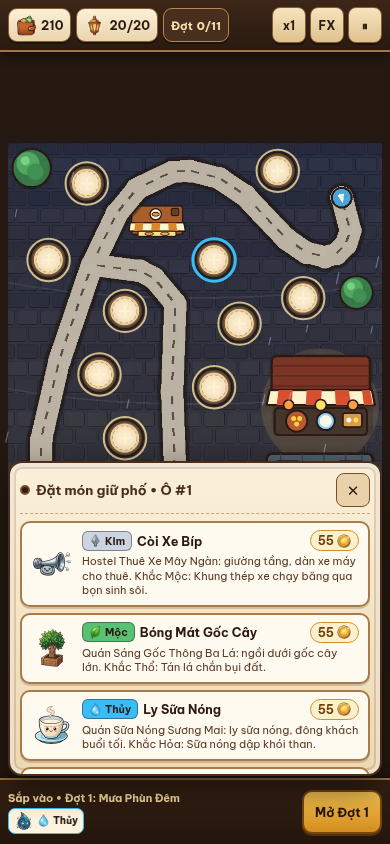 210
20/20
Đợt 0/11
x1
FX
Đặt món giữ phố • Ô #1
✕
Kim
Còi Xe Bíp
55
Hostel Thuê Xe Mây Ngàn: giường tầng, dàn xe máy
cho thuê. Khắc Mộc: Khung thép xe chạy băng qua
bọn sinh sôi.
Mộc
Bóng Mát Gốc Cây
55
Quán Sáng Gốc Thông Ba Lá: ngồi dưới gốc cây
lớn. Khắc Thổ: Tán lá chắn bụi đất.
Thủy
Ly Sữa Nóng
55
Quán Sữa Nóng Sương Mai: ly sữa nóng, đông khách
buổi tối. Khắc Hỏa: Sữa nóng dập khói than.
Sắp vào • Đợt 1: Mưa Phùn Đêm
Thủy
Mở Đợt 1